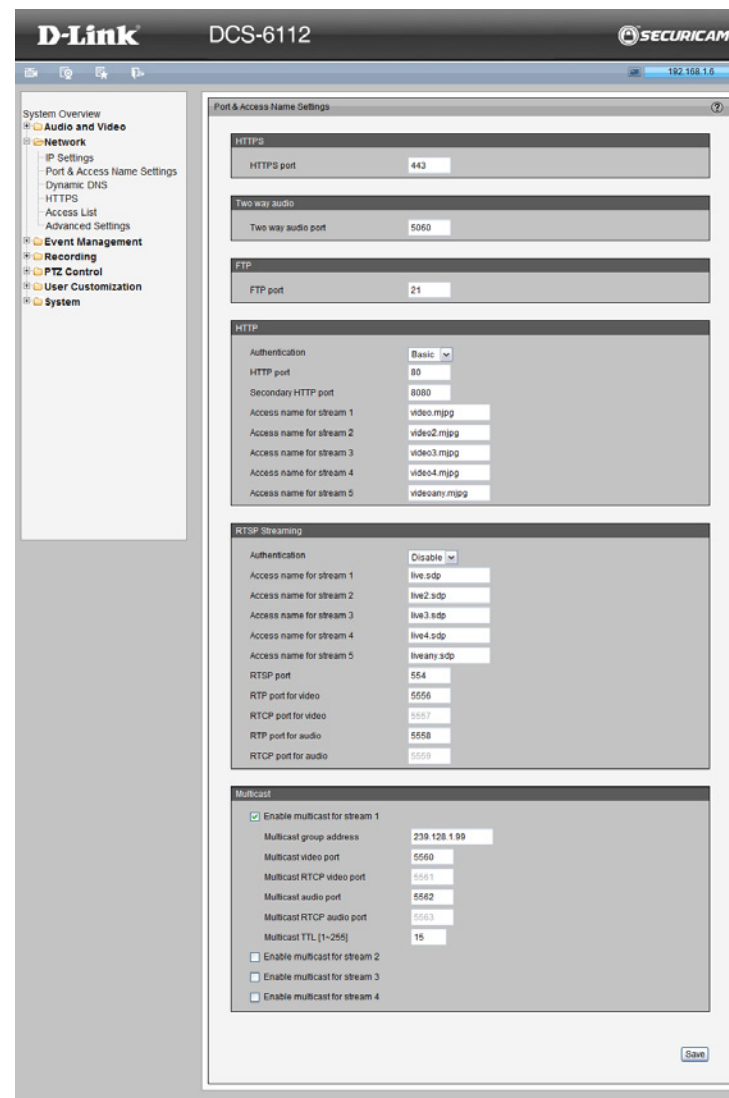 D-Link
DCS-6112
SECURICAM
192.168.1.6
System Overview
Audio and Video
Network
IP Settings
Port & Access Name Settings
Dynamic DNS
HTTPS
Access List
Advanced Settings
Event Management
Recording
PTZ Control
User Customization
System
Port & Access Name Settings
?
HTTPS
HTTPS port 443
Two way audio
Two way audio port 5060
FTP
FTP port 21
HTTP
Authentication Basic
HTTP port 80
Secondary HTTP port 8080
Access name for stream 1 video.mjpg
Access name for stream 2 video2.mjpg
Access name for stream 3 video3.mjpg
Access name for stream 4 video4.mjpg
Access name for stream 5 videoany.mjpg
RTSP Streaming
Authentication Disable
Access name for stream 1 live.sdp
Access name for stream 2 live2.sdp
Access name for stream 3 live3.sdp
Access name for stream 4 live4.sdp
Access name for stream 5 liveany.sdp
RTSP port 554
RTP port for video 5556
RTCP port for video 5557
RTP port for audio 5558
RTCP port for audio 5559
Multicast
Enable multicast for stream 1
Multicast group address 239.128.1.99
Multicast video port 5560
Multicast RTCP video port 5561
Multicast audio port 5562
Multicast RTCP audio port 5563
Multicast TTL [1~255] 15
Enable multicast for stream 2
Enable multicast for stream 3
Enable multicast for stream 4
Save